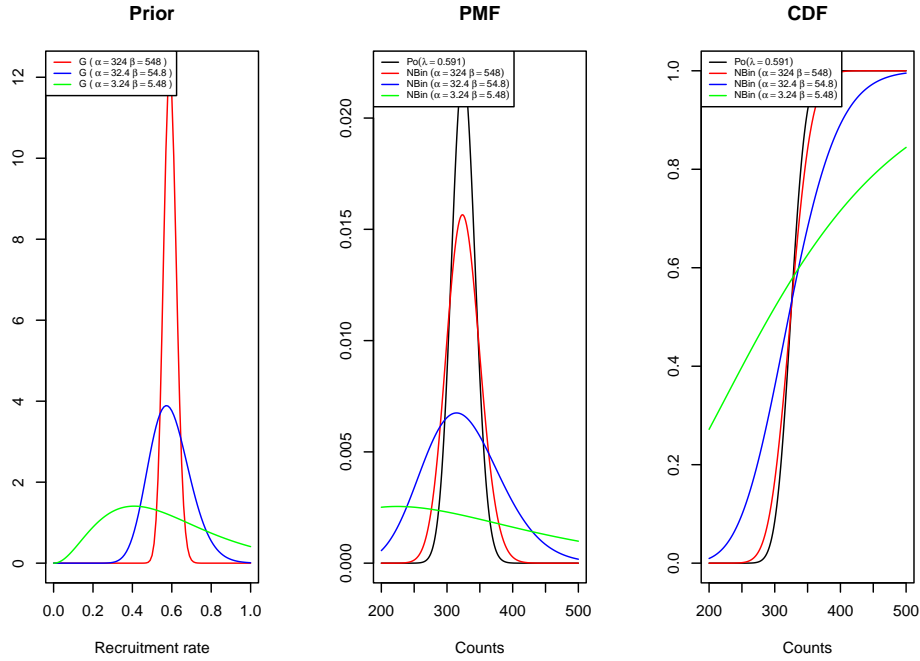 Prior
G ( α = 324 β = 548 )
G ( α = 32.4 β = 54.8 )
G ( α = 3.24 β = 5.48 )
12
10
8
6
4
2
0
0.0 0.2 0.4 0.6 0.8 1.0
Recruitment rate
PMF
Po(λ = 0.591)
NBin (α = 324 β = 548)
NBin (α = 32.4 β = 54.8)
NBin (α = 3.24 β = 5.48)
0.020
0.015
0.010
0.005
0.000
200 300 400 500
Counts
CDF
Po(λ = 0.591)
NBin (α = 324 β = 548)
NBin (α = 32.4 β = 54.8)
NBin (α = 3.24 β = 5.48)
1.0
0.8
0.6
0.4
0.2
0.0
200 300 400 500
Counts